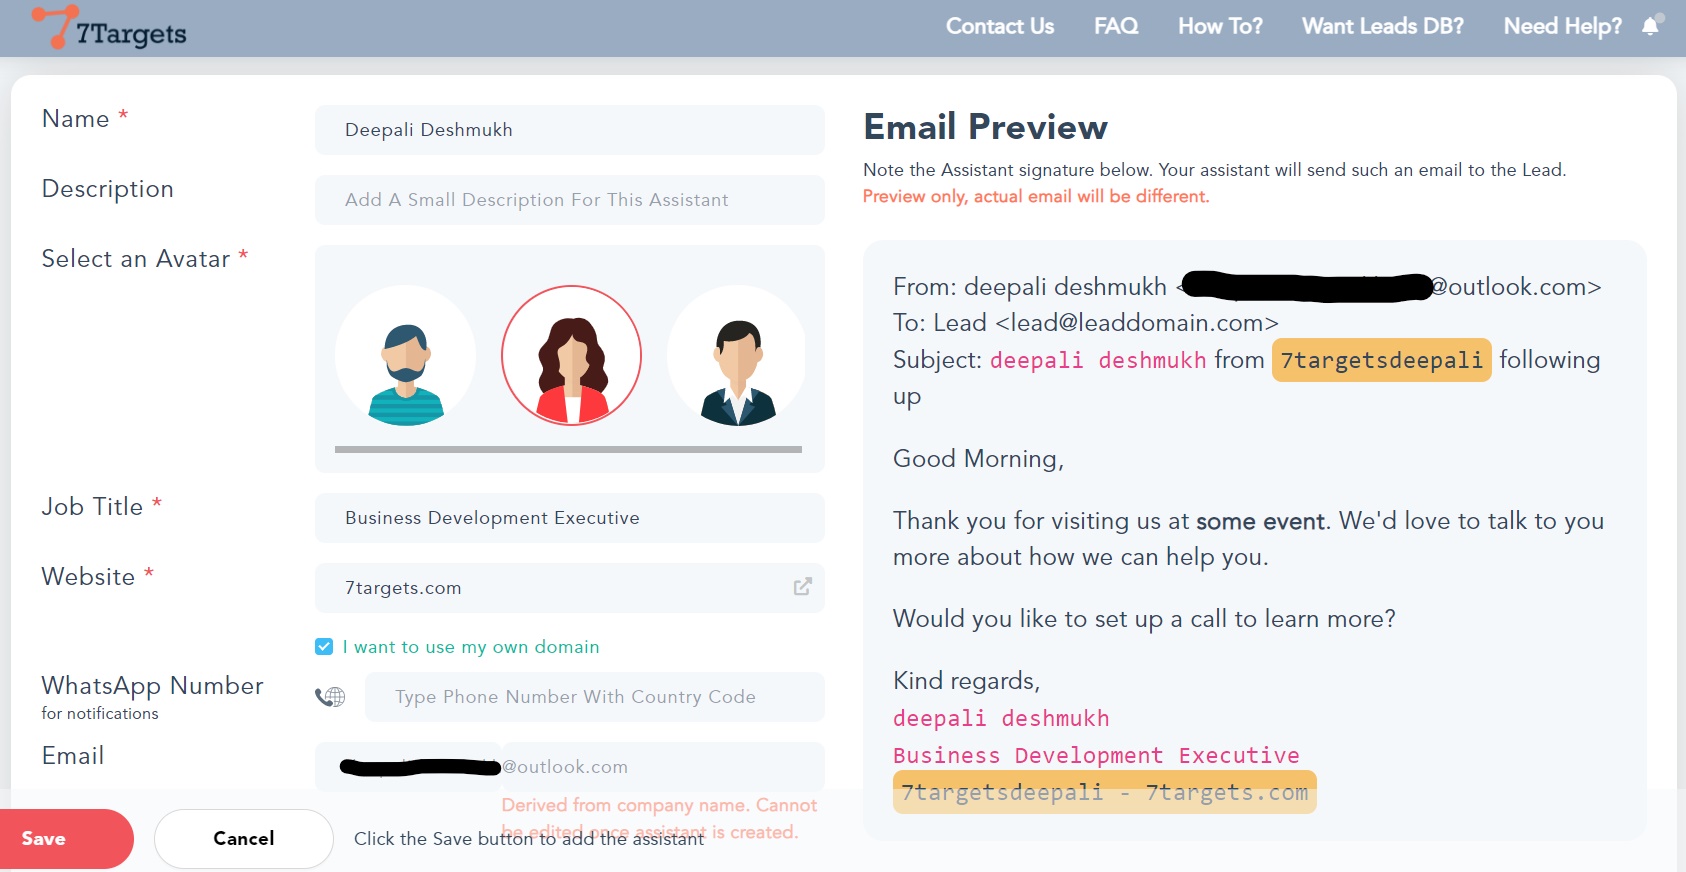 7Targets
Contact Us
FAQ
How To?
Want Leads DB?
Need Help?
Name *
Deepali Deshmukh
Description
Add A Small Description For This Assistant
Select an Avatar *
Job Title *
Business Development Executive
Website *
7targets.com
I want to use my own domain
WhatsApp Number
for notifications
Type Phone Number With Country Code
Email
@outlook.com
Derived from company name. Cannot
be edited once assistant is created.
Save
Cancel
Click the Save button to add the assistant
Email Preview
Note the Assistant signature below. Your assistant will send such an email to the Lead.
Preview only, actual email will be different.
From: deepali deshmukh <@outlook.com>
To: Lead <lead@leaddomain.com>
Subject: deepali deshmukh from 7targetsdeepali following
up
Good Morning,
Thank you for visiting us at some event. We'd love to talk to you
more about how we can help you.
Would you like to set up a call to learn more?
Kind regards,
deepali deshmukh
Business Development Executive
7targetsdeepali - 7targets.com